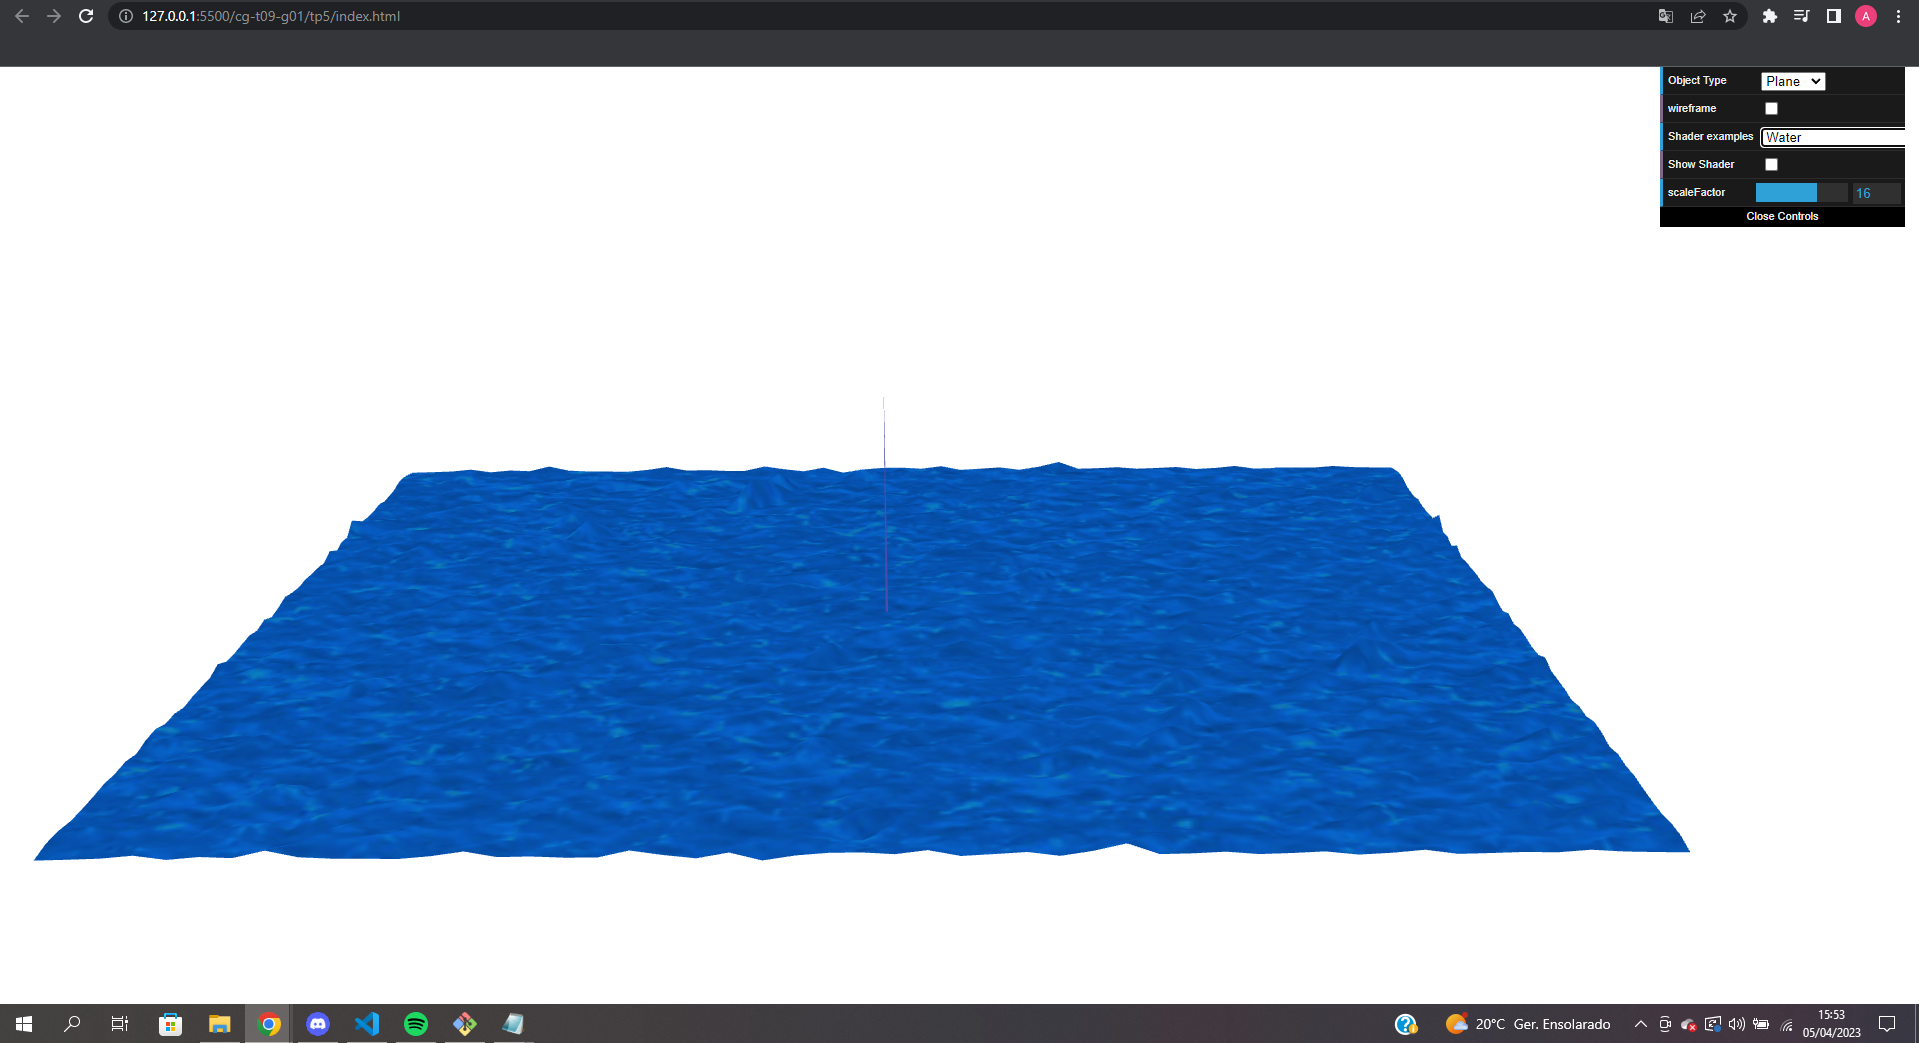 127.0.0.1:5500/cg-t09-g01/tp5/index.html
A
Object Type Plane
wireframe
Shader examples Water
Show Shader
scaleFactor 16
Close Controls
20°C Ger. Ensolarado
15:53
05/04/2023